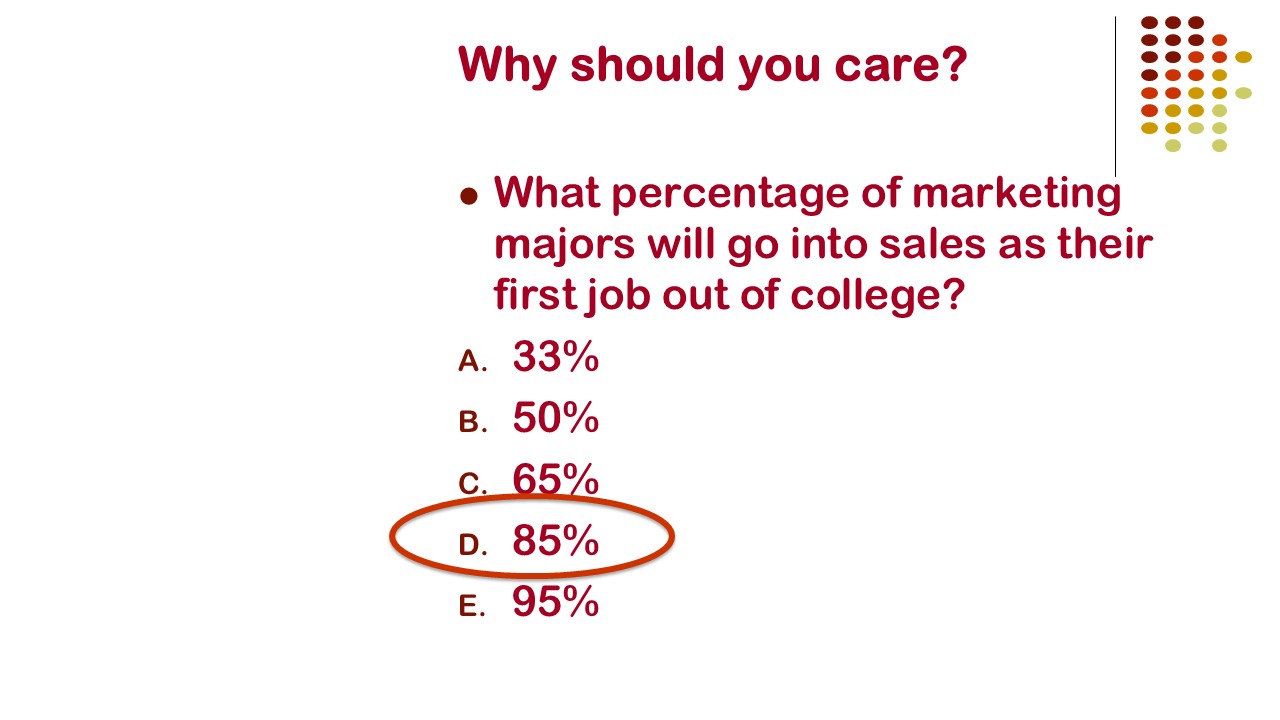 Why should you care?
● What percentage of marketing
majors will go into sales as their
first job out of college?
A. 33%
B. 50%
C. 65%
D. 85%
E. 95%